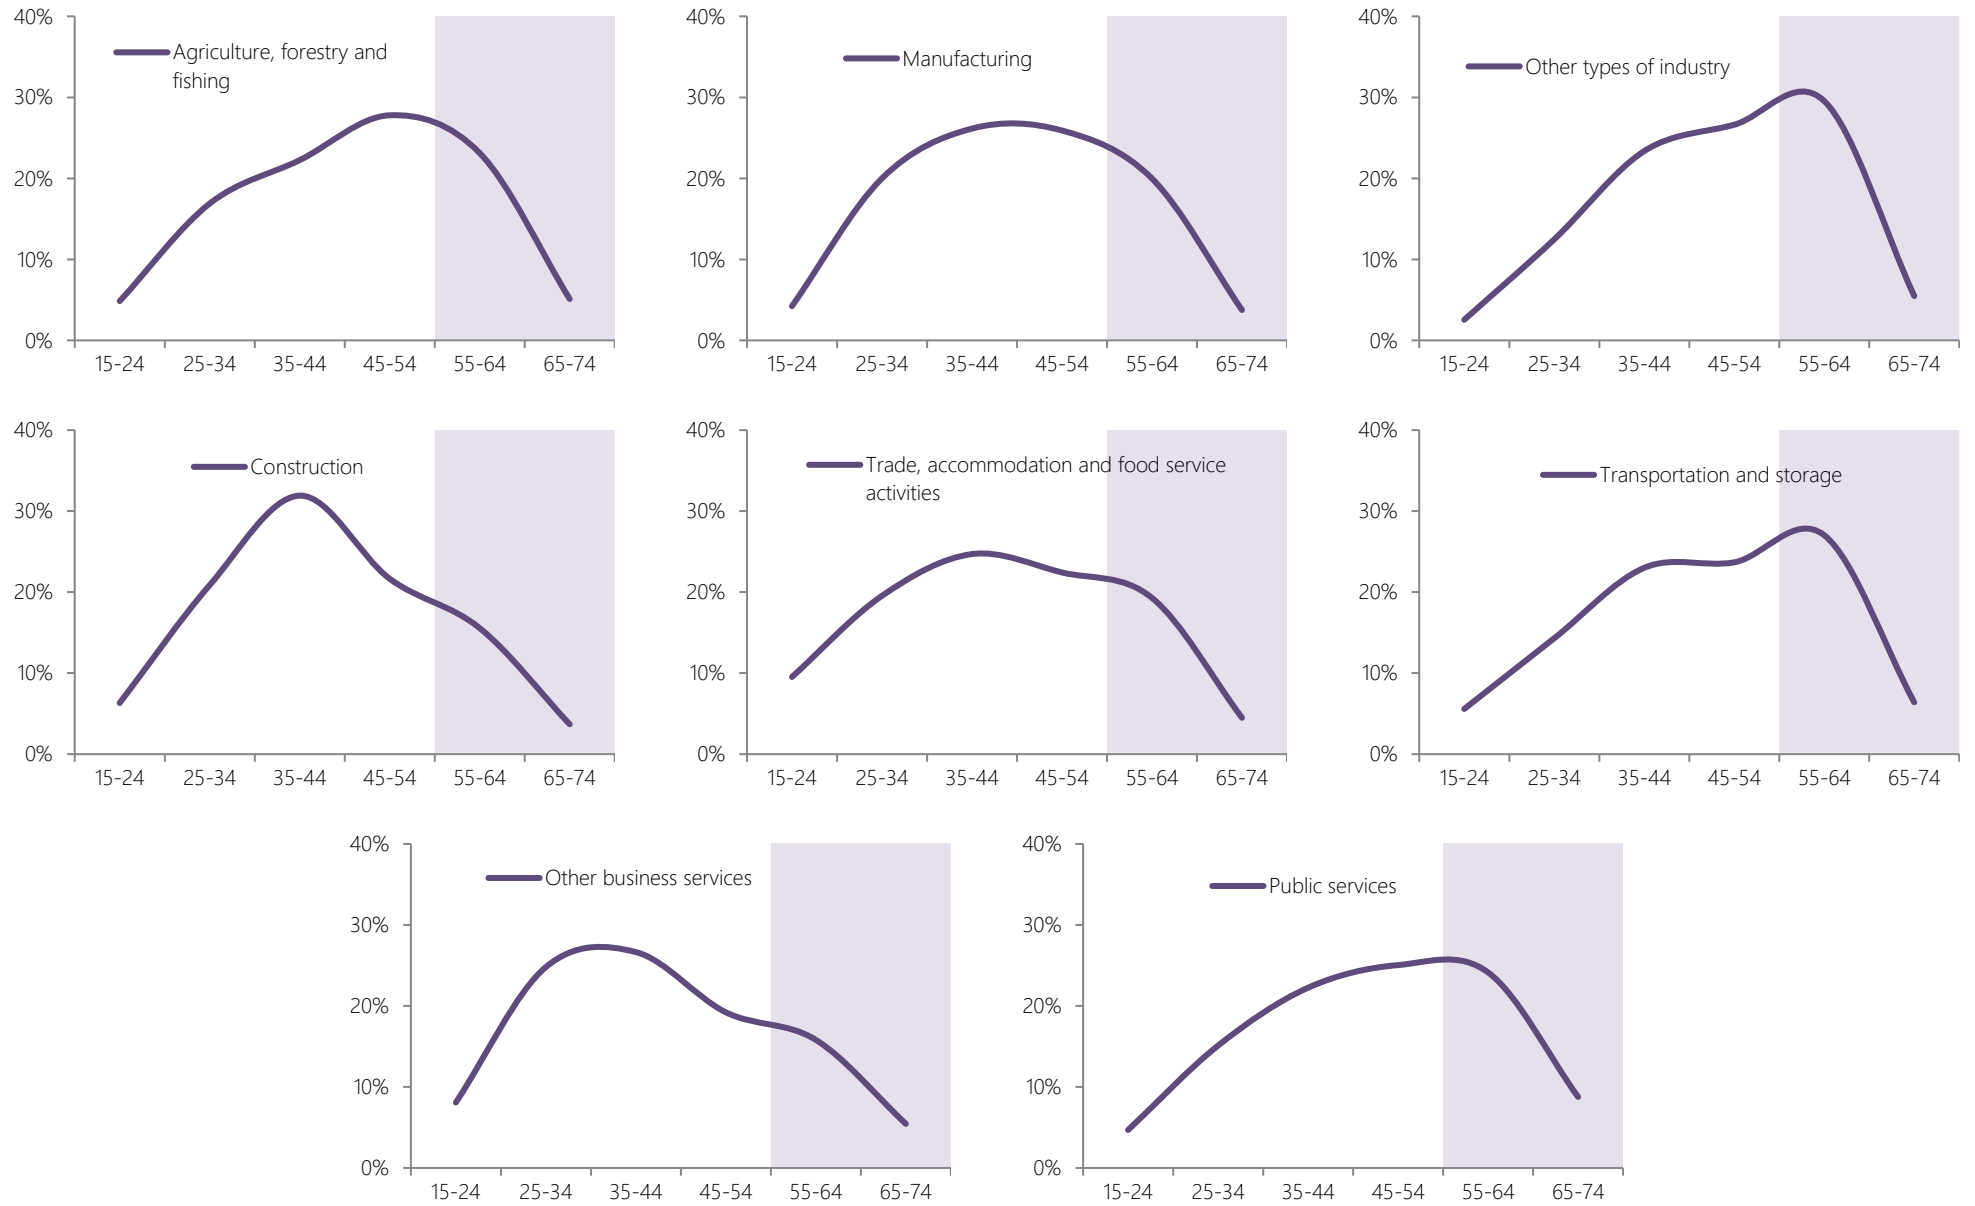 40%
30%
20%
10%
0%
Agriculture, forestry and
fishing
15-24 25-34 35-44 45-54 55-64 65-74
40%
30%
20%
10%
0%
Manufacturing
15-24 25-34 35-44 45-54 55-64 65-74
40%
30%
20%
10%
0%
Other types of industry
15-24 25-34 35-44 45-54 55-64 65-74
40%
30%
20%
10%
0%
Construction
15-24 25-34 35-44 45-54 55-64 65-74
40%
30%
20%
10%
0%
Trade, accommodation and food service
activities
15-24 25-34 35-44 45-54 55-64 65-74
40%
30%
20%
10%
0%
Transportation and storage
15-24 25-34 35-44 45-54 55-64 65-74
40%
30%
20%
10%
0%
Other business services
15-24 25-34 35-44 45-54 55-64 65-74
40%
30%
20%
10%
0%
Public services
15-24 25-34 35-44 45-54 55-64 65-74